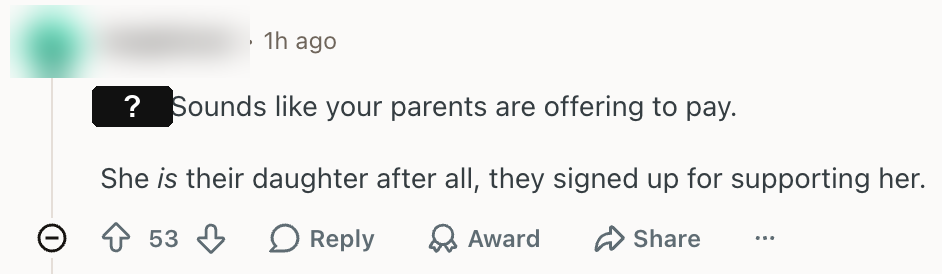 · 1h ago
? Sounds like your parents are offering to pay.
She is their daughter after all, they signed up for supporting her.
53 Reply Award Share ...